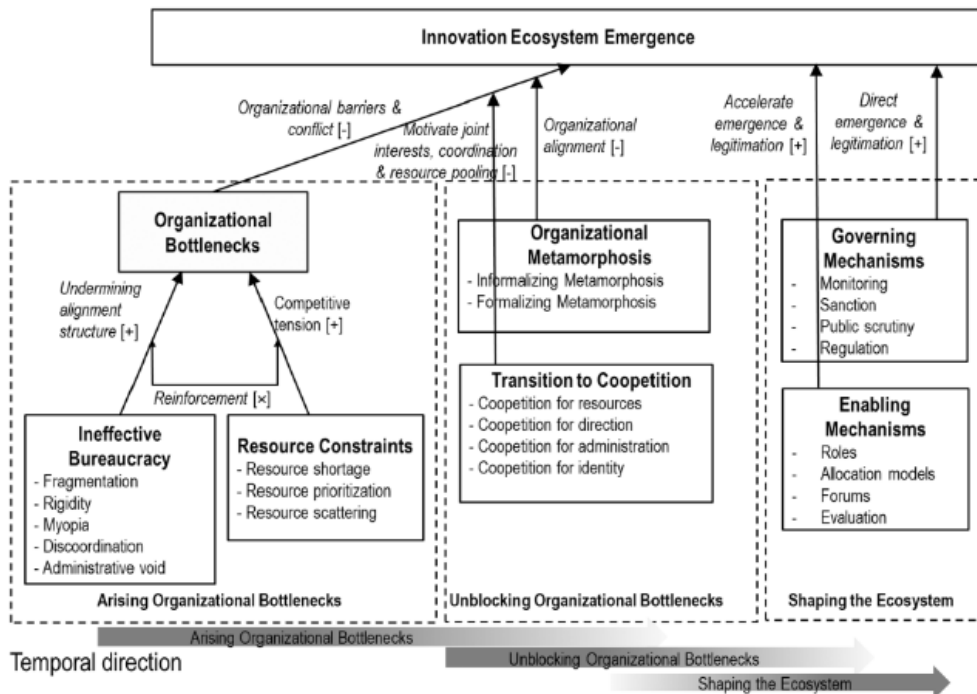 Innovation Ecosystem Emergence
Organizational barriers &
conflict [-]
Motivate joint
interests, coordination
& resource pooling [-]
Organizational
alignment [-]
Accelerate
emergence &
legitimation [+]
Direct
emergence &
legitimation [+]
Organizational
Bottlenecks
Undermining
alignment
structure [+]
Competitive
tension [+]
Reinforcement [×]
Ineffective
Bureaucracy
- Fragmentation
- Rigidity
- Myopia
- Discoordination
- Administrative void
Resource Constraints
- Resource shortage
- Resource prioritization
- Resource scattering
Arising Organizational Bottlenecks
Organizational
Metamorphosis
- Informalizing Metamorphosis
- Formalizing Metamorphosis
Transition to Coopetition
- Coopetition for resources
- Coopetition for direction
- Coopetition for administration
- Coopetition for identity
Unblocking Organizational Bottlenecks
Governing
Mechanisms
- Monitoring
- Sanction
- Public scrutiny
- Regulation
Enabling
Mechanisms
- Roles
- Allocation models
- Forums
- Evaluation
Shaping the Ecosystem
Arising Organizational Bottlenecks
Temporal direction
Unblocking Organizational Bottlenecks
Shaping the Ecosystem